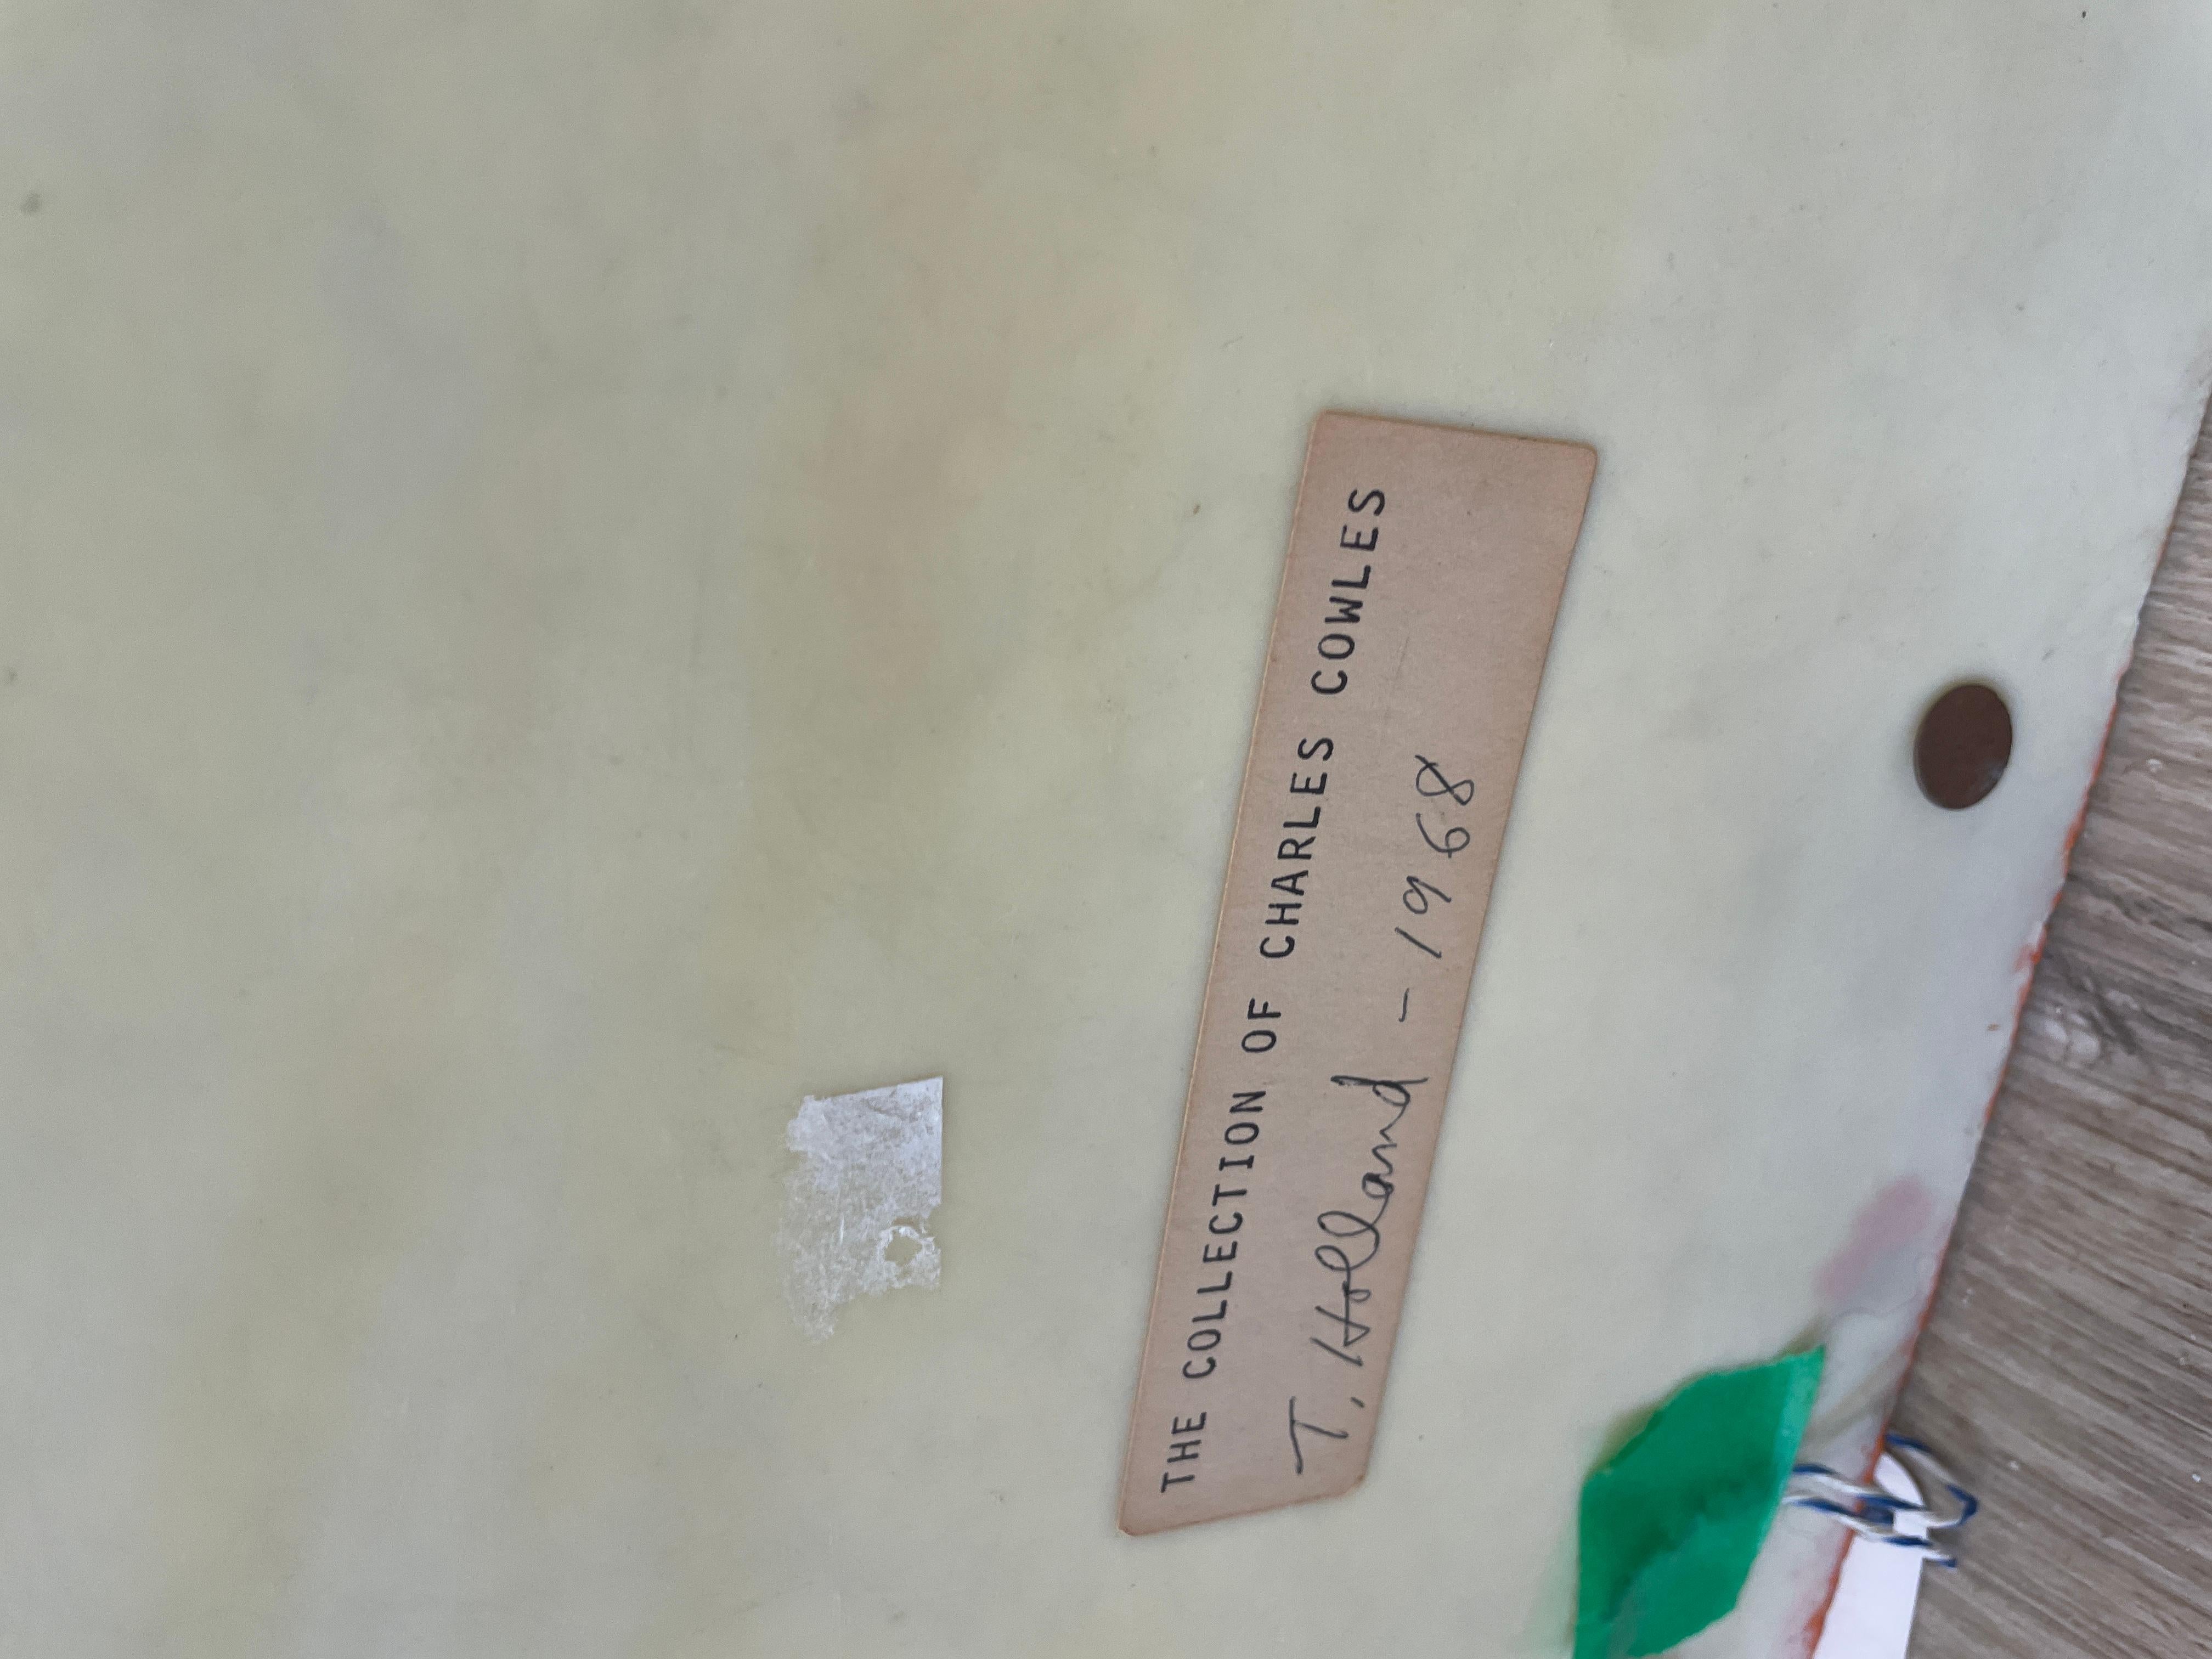 THE COLLECTION OF CHARLES COWLES
T. Holland - 1968